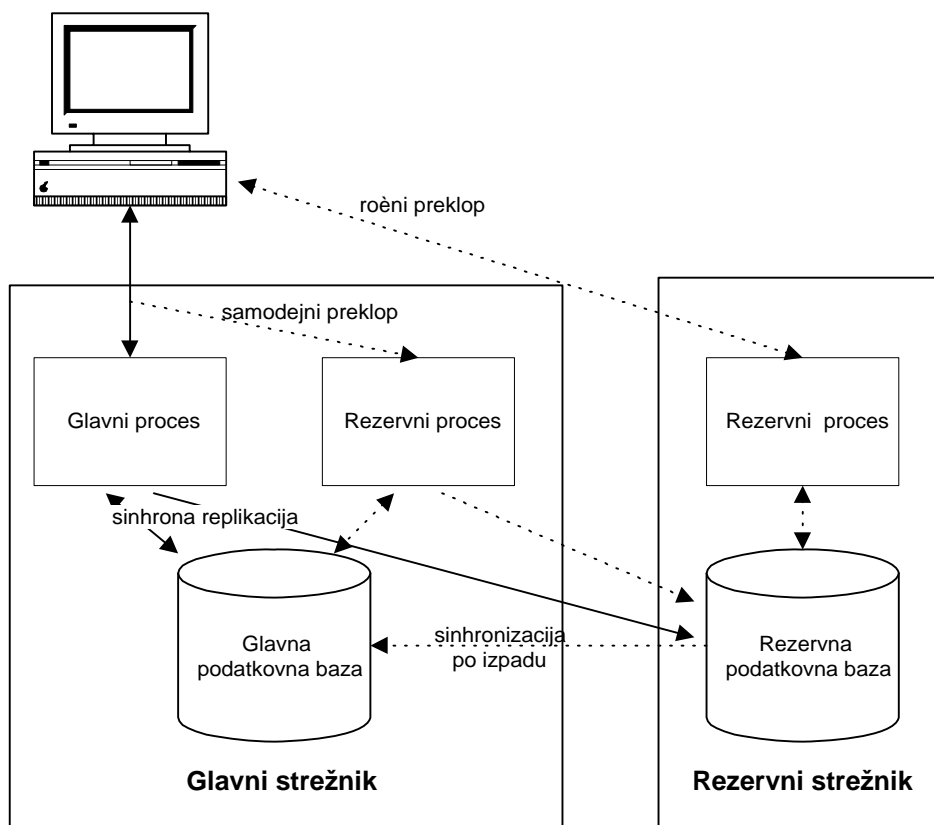 roèni preklop
samodejni preklop
Glavni proces
Rezervni proces
Rezervni proces
sinhrona replikacija
Glavna
podatkovna baza
sinhronizacija
po izpadu
Rezervna
podatkovna baza
Glavni strežnik
Rezervni strežnik